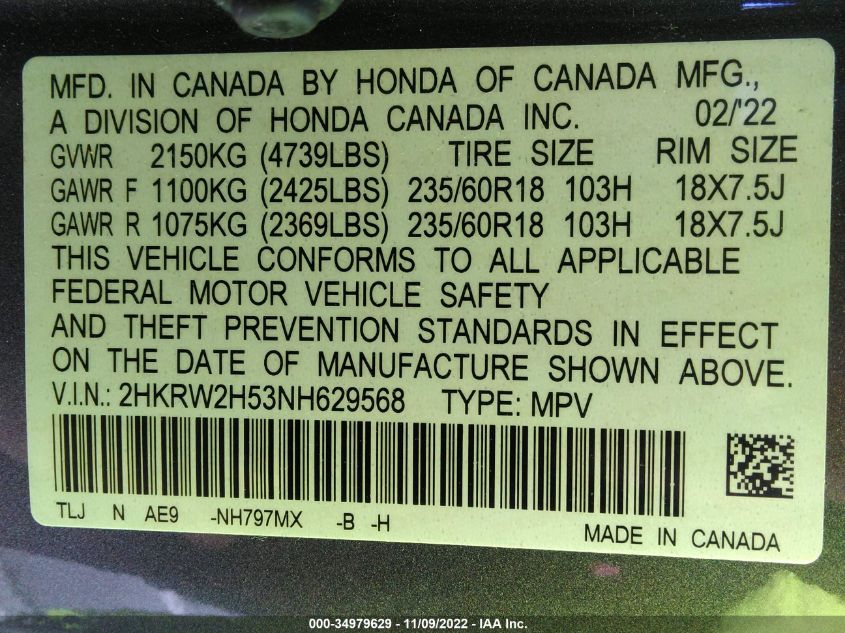 MFD. IN CANADA BY HONDA OF CANADA MFG.,
A DIVISION OF HONDA CANADA INC. 02/'22
GVWR 2150KG (4739LBS) TIRE SIZE RIM SIZE
GAWR F 1100KG (2425LBS) 235/60R18 103H 18X7.5J
GAWR R 1075KG (2369LBS) 235/60R18 103H 18X7.5J
THIS VEHICLE CONFORMS TO ALL APPLICABLE
FEDERAL MOTOR VEHICLE SAFETY
AND THEFT PREVENTION STANDARDS IN EFFECT
ON THE DATE OF MANUFACTURE SHOWN ABOVE.
V.I.N.: 2HKRW2H53NH629568 TYPE: MPV
TLJ N AE9 -NH797MX -B -H
MADE IN CANADA
000-34979629 - 11/09/2022 - IAA Inc.